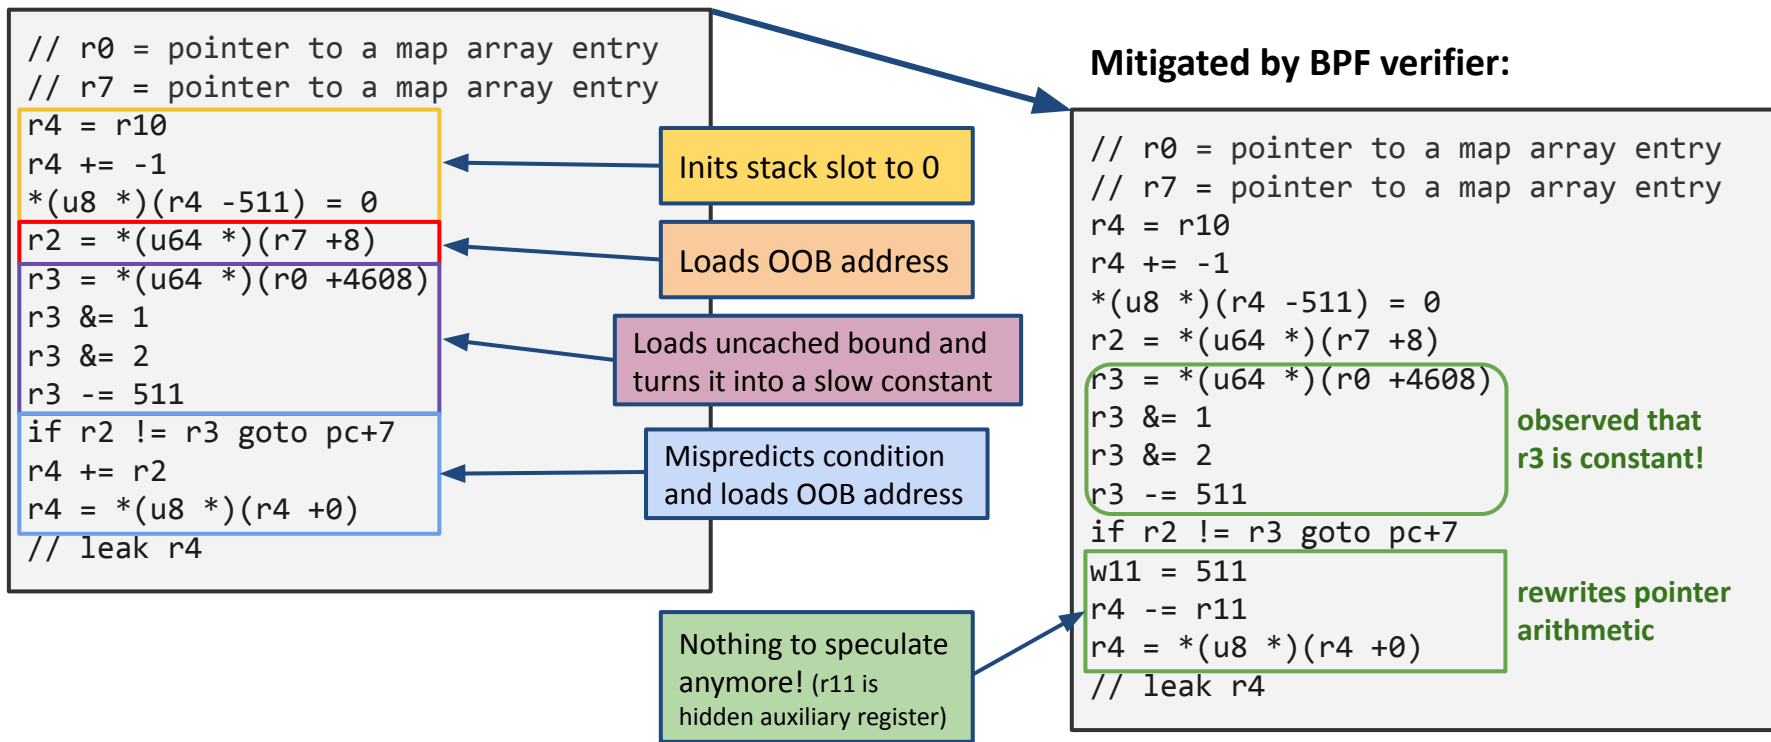 // r0 = pointer to a map array entry
// r7 = pointer to a map array entry
r4 = r10
r4 += -1
*(u8 *)(r4 -511) = 0
r2 = *(u64 *)(r7 +8)
r3 = *(u64 *)(r0 +4608)
r3 &= 1
r3 &= 2
r3 -= 511
if r2 != r3 goto pc+7
r4 += r2
r4 = *(u8 *)(r4 +0)
// leak r4
Inits stack slot to 0
Loads OOB address
Loads uncached bound and
turns it into a slow constant
Mispredicts condition
and loads OOB address
Nothing to speculate
anymore! (r11 is
hidden auxiliary register)
Mitigated by BPF verifier:
// r0 = pointer to a map array entry
// r7 = pointer to a map array entry
r4 = r10
r4 += -1
*(u8 *)(r4 -511) = 0
r2 = *(u64 *)(r7 +8)
r3 = *(u64 *)(r0 +4608)
r3 &= 1
r3 &= 2
r3 -= 511
if r2 != r3 goto pc+7
w11 = 511
r4 -= r11
r4 = *(u8 *)(r4 +0)
// leak r4
observed that
r3 is constant!
rewrites pointer
arithmetic